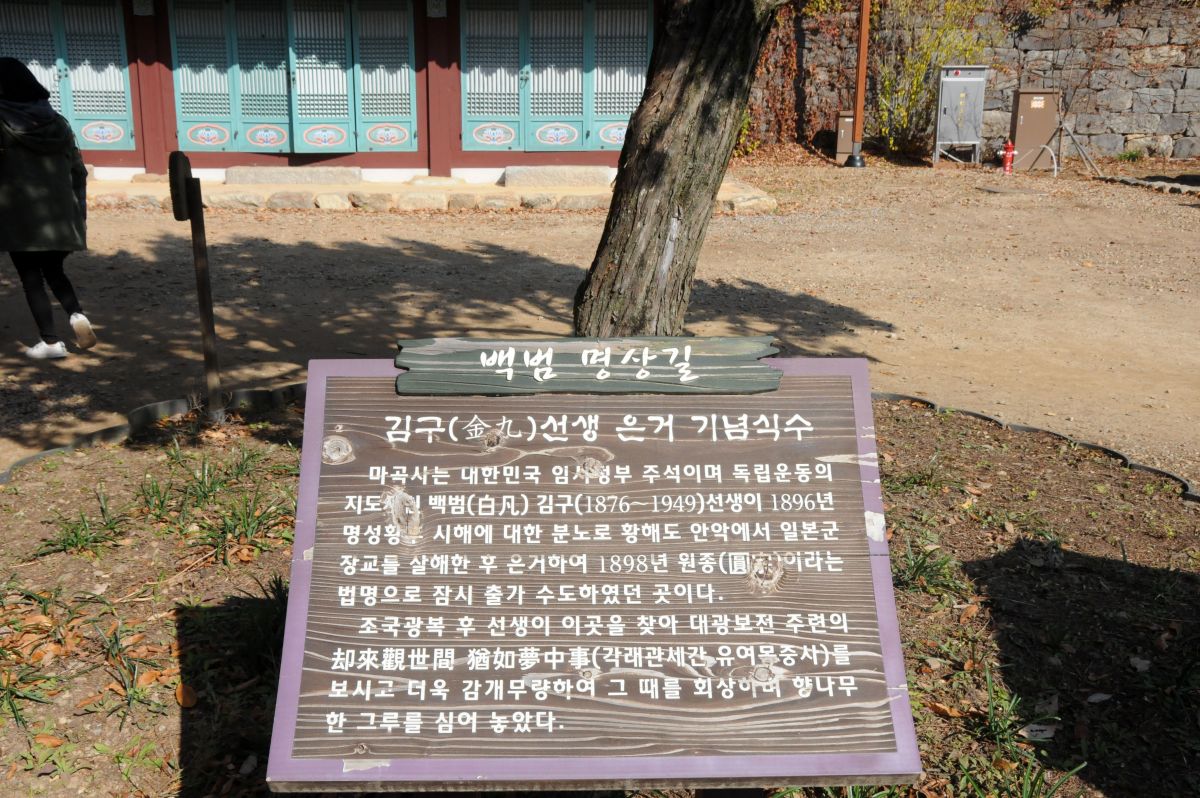 백범 명상길
김구(金九)선생 은거 기념식수
마곡사는 대한민국 임시정부 주석이며 독립운동의
백범(白凡) 김구(1876~1949)선생이 1896년
시해에 대한 분노로 황해도 안악에서 일본군
장교를 살해한 후 은거하여 1898년 원종(圓宗)이라는
법명으로 잠시 출가 수도하였던 곳이다.
조국광복 후 선생이 이곳을 찾아 대광보전 주련의
却來觀世間 猶如夢中事(각래관세간 유여몽중사)를
보시고 더욱 감개무량하여 그 때를 회상하며 향나무
한 그루를 심어 놓았다.